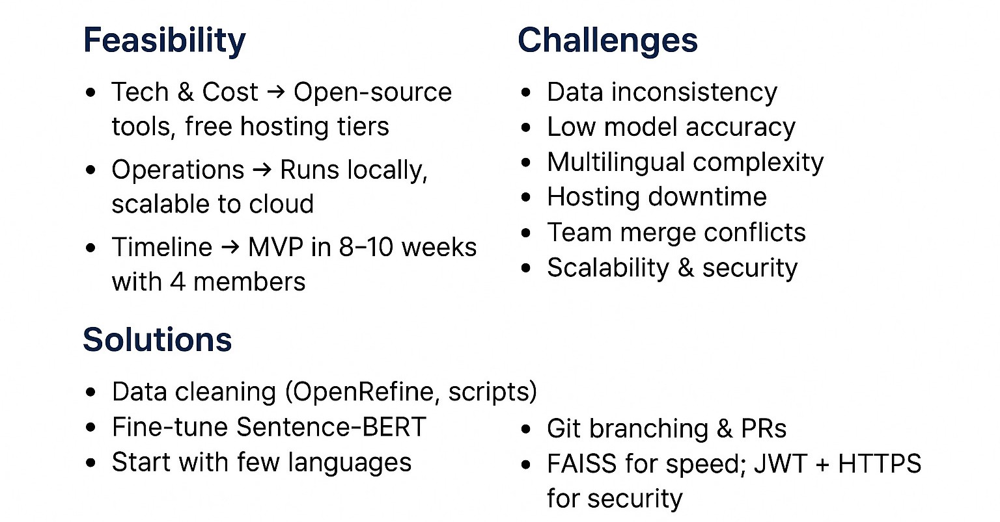 Feasibility
• Tech & Cost → Open-source
tools, free hosting tiers
• Operations → Runs locally,
scalable to cloud
• Timeline → MVP in 8–10 weeks
with 4 members
Challenges
• Data inconsistency
• Low model accuracy
• Multilingual complexity
• Hosting downtime
• Team merge conflicts
• Scalability & security
Solutions
• Data cleaning (OpenRefine, scripts)
• Fine-tune Sentence-BERT
• Start with few languages
• Git branching & PRs
• FAISS for speed; JWT + HTTPS
for security